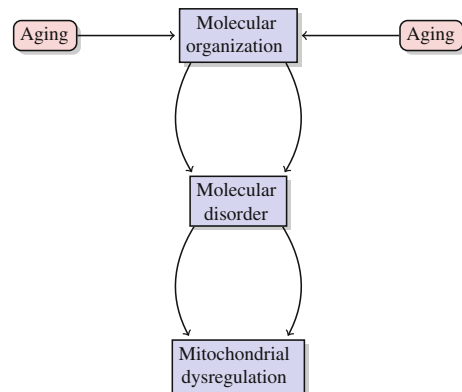 Aging
Molecular
organization
Aging
Molecular
disorder
Mitochondrial
dysregulation